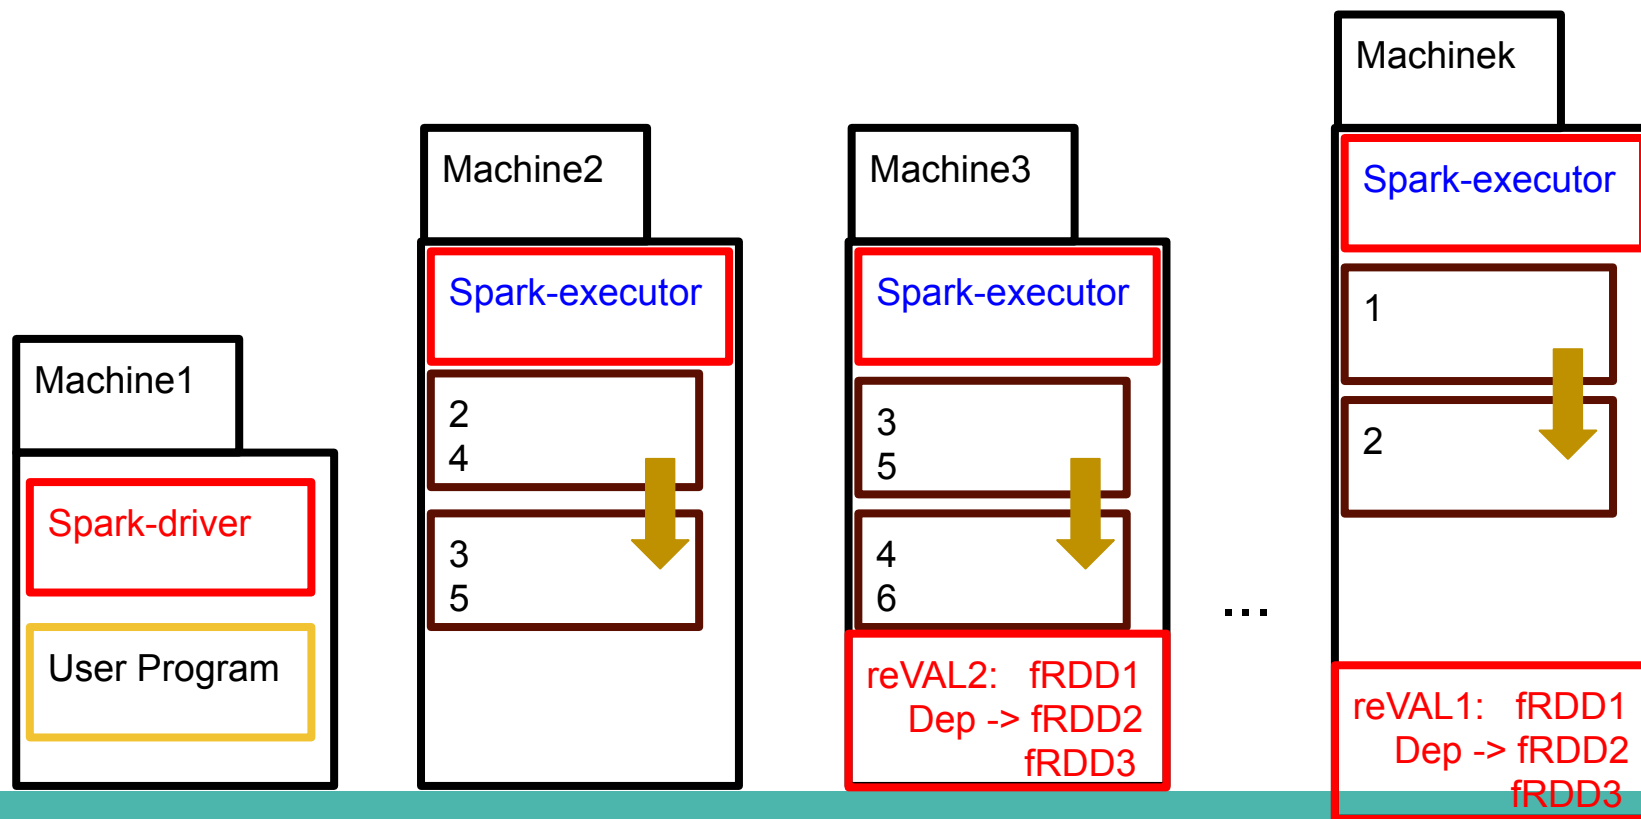 Machine1
Spark-driver
User Program
Machine2
Spark-executor
2
4
3
5
Machine3
Spark-executor
3
5
4
6
reVAL2: fRDD1
Dep -> fRDD2
fRDD3
...
Machinek
Spark-executor
1
2
reVAL1: fRDD1
Dep -> fRDD2
fRDD3